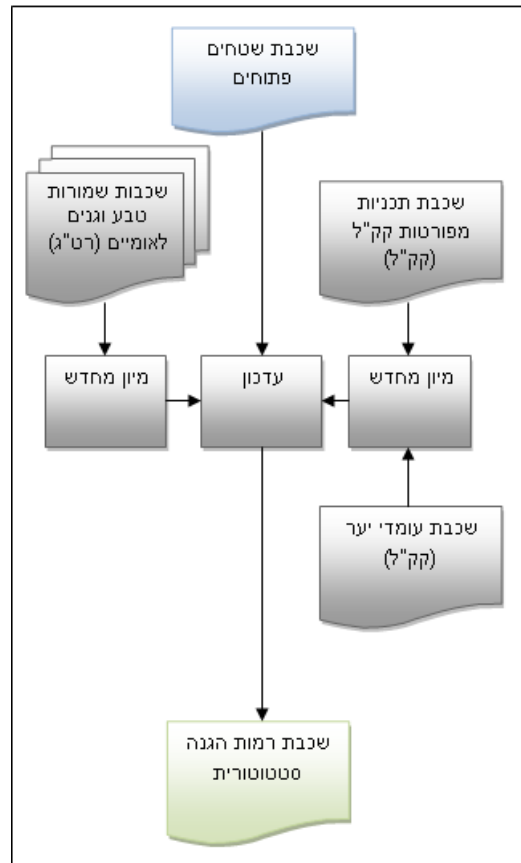 שכבת שטחים
פתוחים
שכבות שמורות
טבע וגנים
לאומיים (רט"ג)
שכבת תכניות
מפורטות קק"ל
(קק"ל)
מיון מחדש
עדכון
מיון מחדש
שכבת עומדי יער
(קק"ל)
שכבת רמות הגנה
סטטוטורית